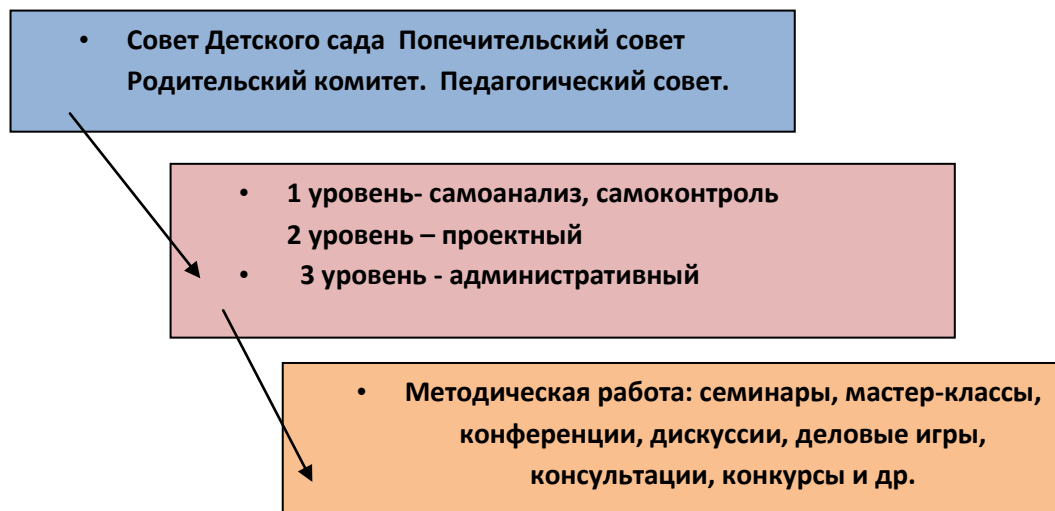 • Совет Детского сада Попечительский совет
Родительский комитет. Педагогический совет.
• 1 уровень- самоанализ, самоконтроль
2 уровень – проектный
• 3 уровень - административный
• Методическая работа: семинары, мастер-классы,
конференции, дискуссии, деловые игры,
консультации, конкурсы и др.